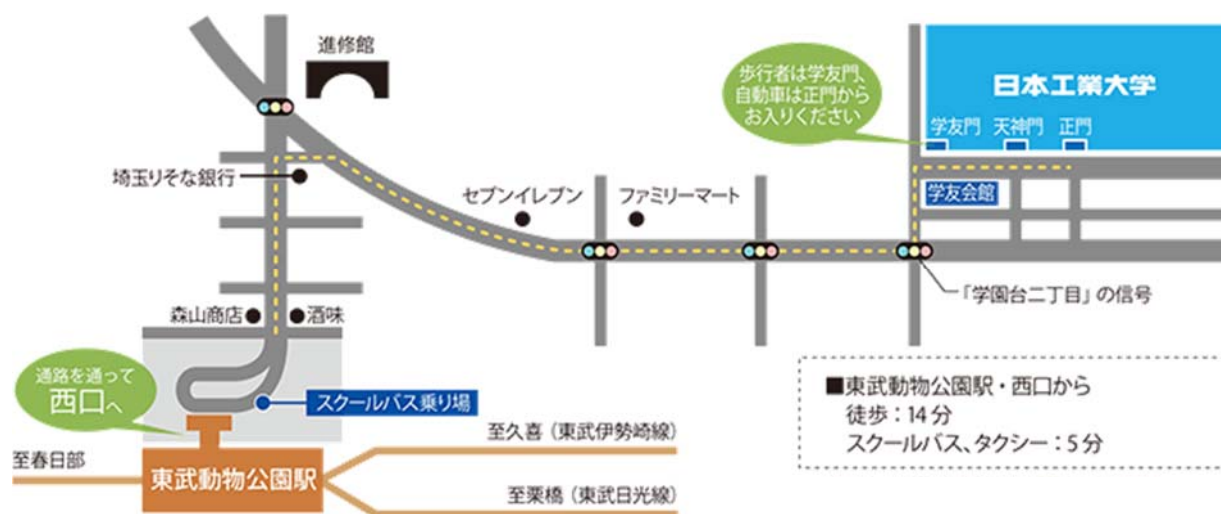 進修館
歩行者は学友門、
自動車は正門から
お入りください
日本工業大学
学友門 天神門 正門
埼玉りそな銀行
セブンイレブン
ファミリーマート
学友会館
「学園台二丁目」の信号
森山商店
酒味
通路を通って
西口へ
スクールバス乗り場
■東武動物公園駅・西口から
徒歩：14分
スクールバス、タクシー：5分
至久喜（東武伊勢崎線）
至春日部
東武動物公園駅
至栗橋（東武日光線）